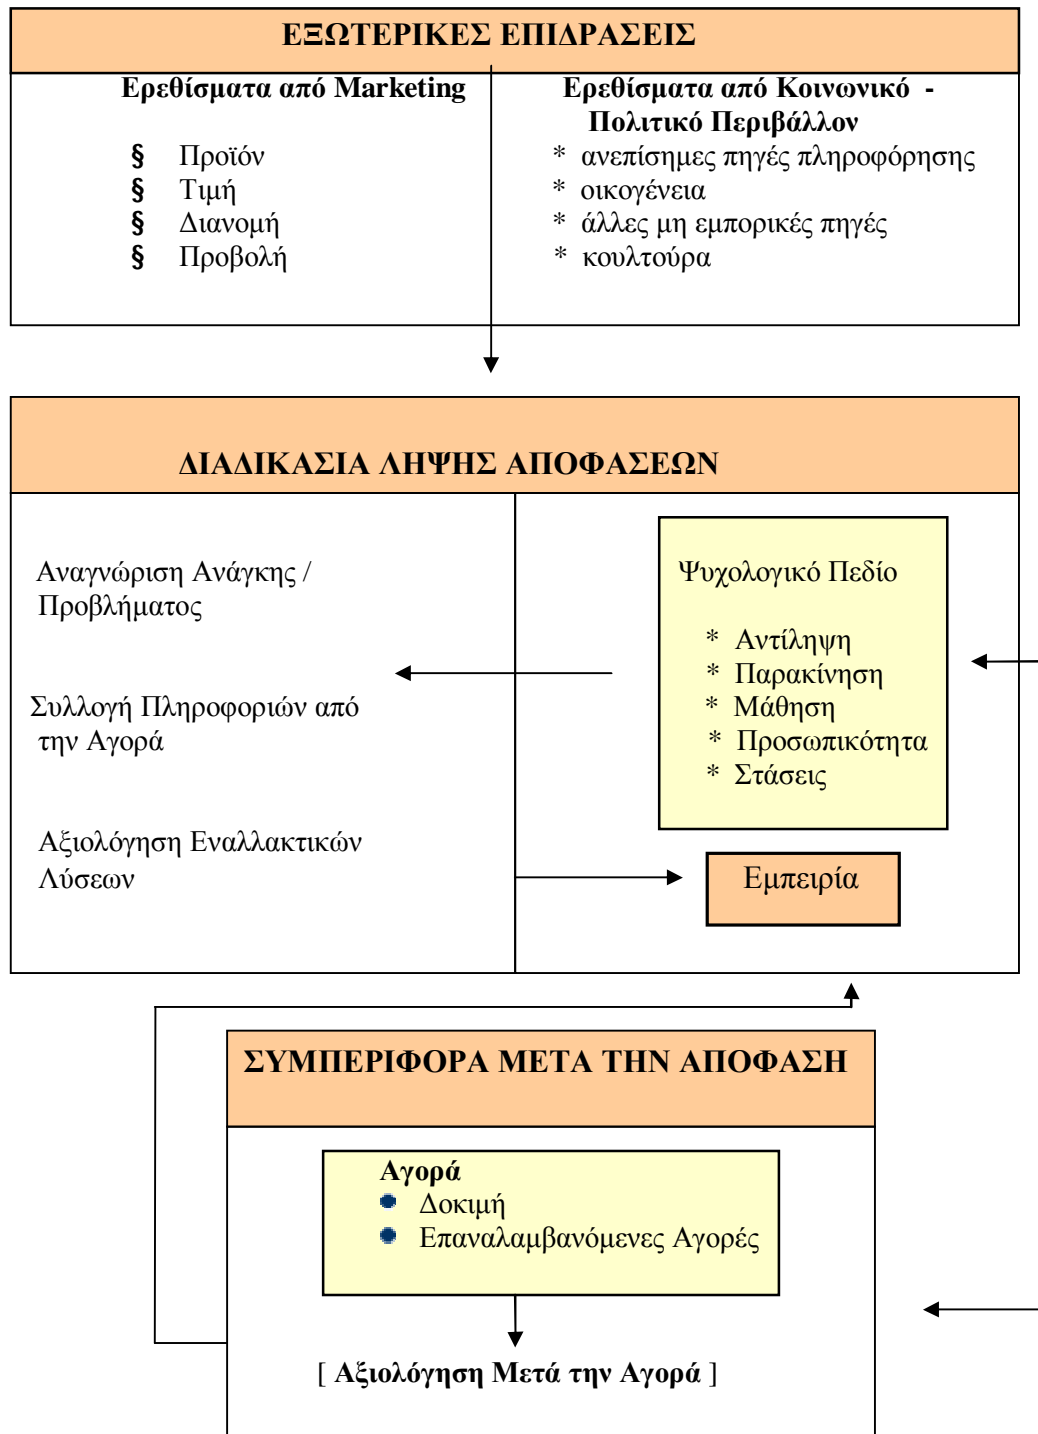 ΕΞΩΤΕΡΙΚΕΣ ΕΠΙΔΡΑΣΕΙΣ
Ερεθίσματα από Marketing
§ Προϊόν
§ Τιμή
§ Διανομή
§ Προβολή
Ερεθίσματα από Κοινωνικό -
Πολιτικό Περιβάλλον
* ανεπίσημες πηγές πληροφόρησης
* οικογένεια
* άλλες μη εμπορικές πηγές
* κουλτούρα
ΔΙΑΔΙΚΑΣΙΑ ΛΗΨΗΣ ΑΠΟΦΑΣΕΩΝ
Αναγνώριση Ανάγκης /
Προβλήματος
Συλλογή Πληροφοριών από
την Αγορά
Αξιολόγηση Εναλλακτικών
Λύσεων
Ψυχολογικό Πεδίο
* Αντίληψη
* Παρακίνηση
* Μάθηση
* Προσωπικότητα
* Στάσεις
Εμπειρία
ΣΥΜΠΕΡΙΦΟΡΑ ΜΕΤΑ ΤΗΝ ΑΠΟΦΑΣΗ
Αγορά
● Δοκιμή
● Επαναλαμβανόμενες Αγορές
[ Αξιολόγηση Μετά την Αγορά ]